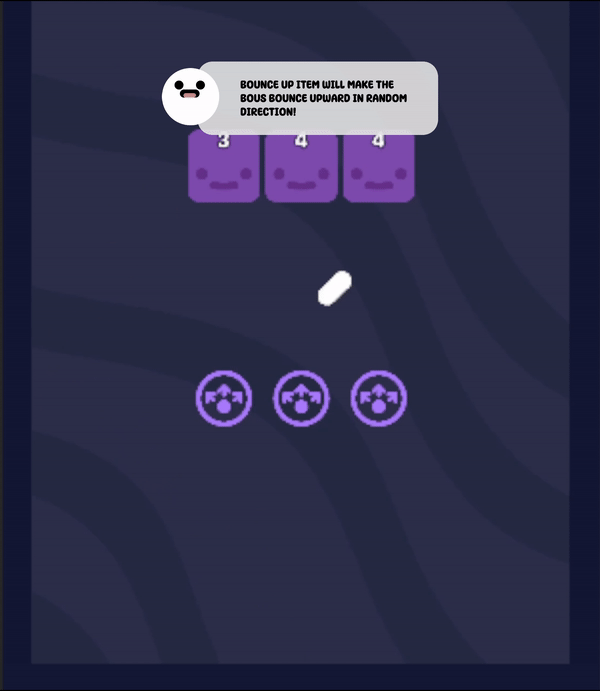 BOUNCE UP ITEM WILL MAKE THE
BOUS BOUNCE UPWARD IN RANDOM
DIRECTION!
3 4 4